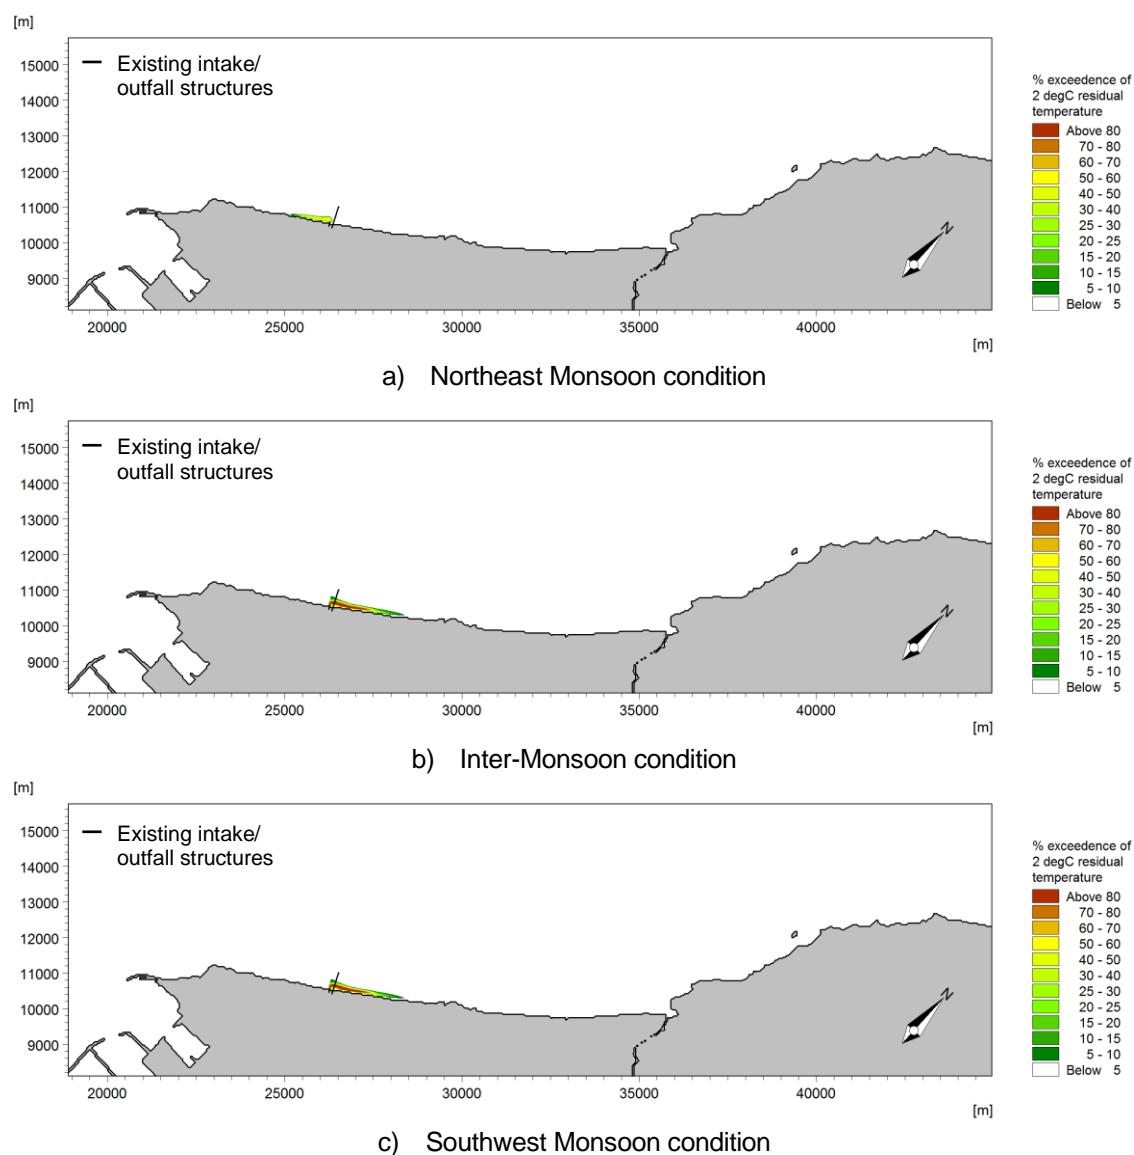 [m]
15000
14000
13000
12000
11000
10000
9000
Existing intake/
outfall structures
N
20000
25000
30000
35000
40000
[m]
% exceedence of
2 degC residual
temperature
Above 80
70 - 80
60 - 70
50 - 60
40 - 50
30 - 40
25 - 30
20 - 25
15 - 20
10 - 15
5 - 10
Below 5
a) Northeast Monsoon condition
[m]
15000
14000
13000
12000
11000
10000
9000
Existing intake/
outfall structures
N
20000
25000
30000
35000
40000
[m]
% exceedence of
2 degC residual
temperature
Above 80
70 - 80
60 - 70
50 - 60
40 - 50
30 - 40
25 - 30
20 - 25
15 - 20
10 - 15
5 - 10
Below 5
b) Inter-Monsoon condition
[m]
15000
14000
13000
12000
11000
10000
9000
Existing intake/
outfall structures
N
20000
25000
30000
35000
40000
[m]
% exceedence of
2 degC residual
temperature
Above 80
70 - 80
60 - 70
50 - 60
40 - 50
30 - 40
25 - 30
20 - 25
15 - 20
10 - 15
5 - 10
Below 5
c) Southwest Monsoon condition